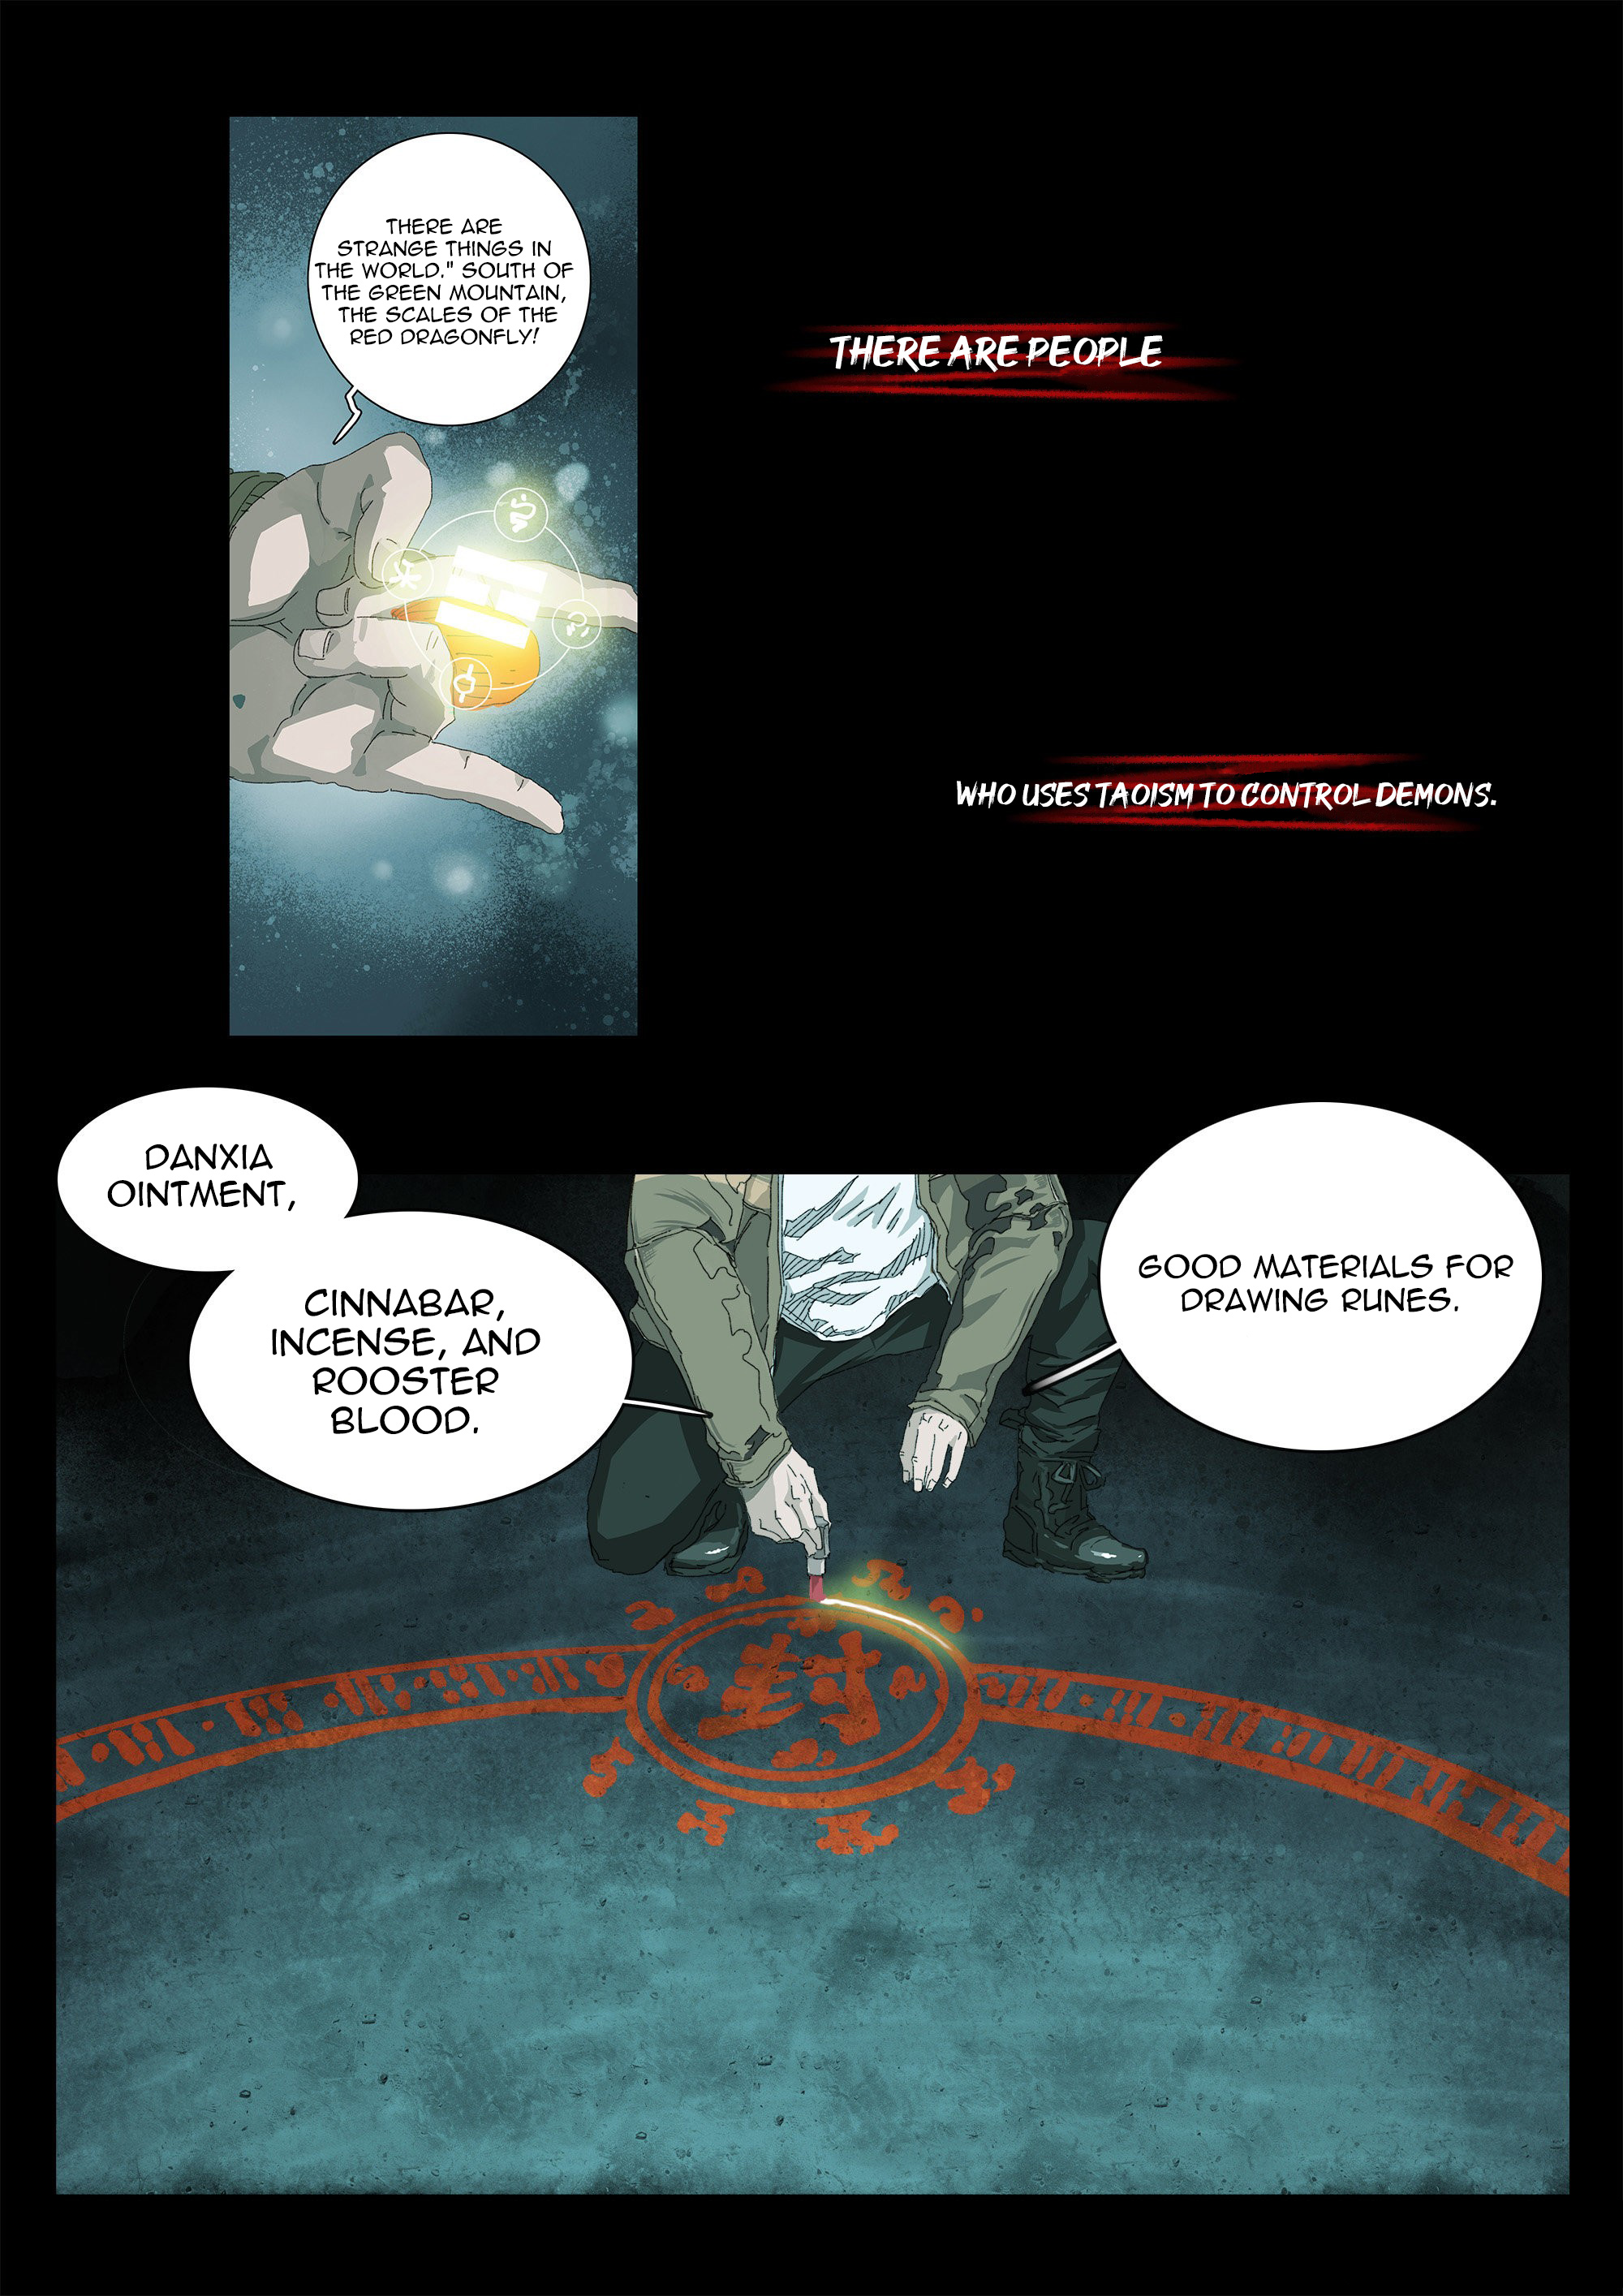 THERE ARE
STRANGE THINGS IN
THE WORLD." SOUTH OF
THE GREEN MOUNTAIN,
THE SCALES OF THE
RED DRAGONFLY!
THERE ARE PEOPLE
WHO USES TAOISM TO CONTROL DEMONS.
DANXIA
OINTMENT,
CINNABAR,
INCENSE, AND
ROOSTER
BLOOD.
GOOD MATERIALS FOR
DRAWING RUNES.
封